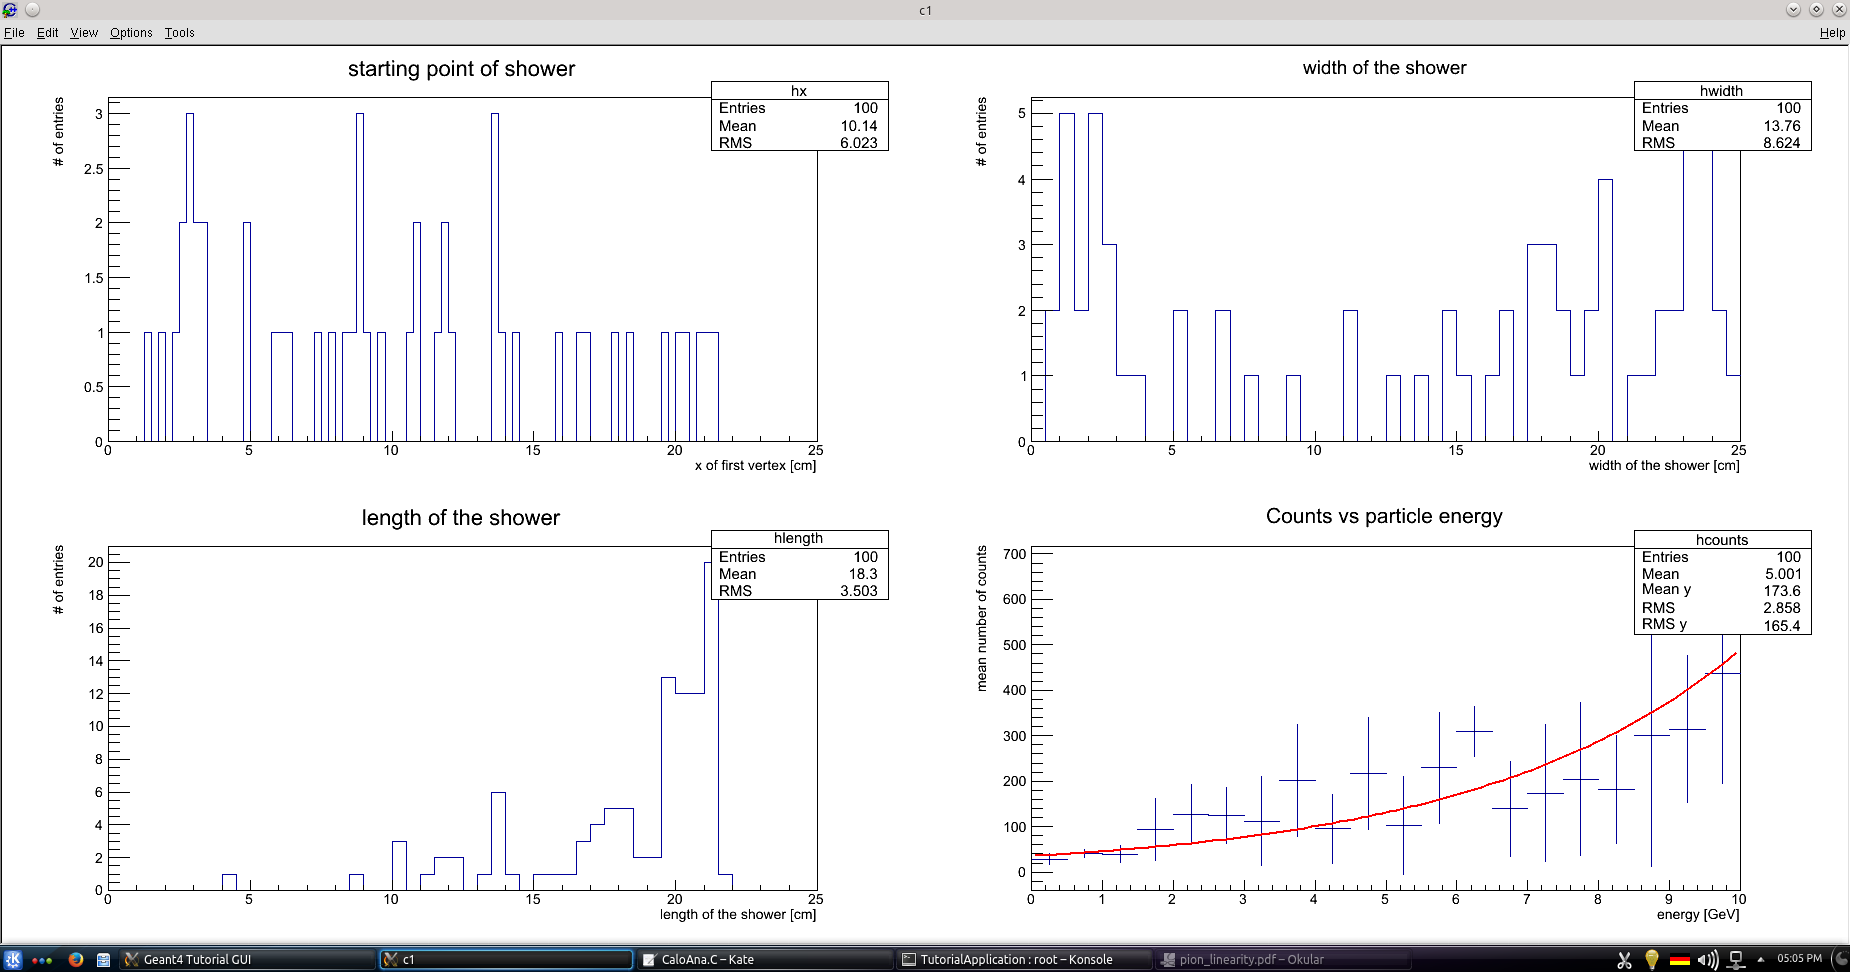 c1
File Edit View Options Tools Help
starting point of shower
# of entries
hx
Entries 100
Mean 10.14
RMS 6.023
3
2.5
2
1.5
1
0.5
0
0 5 10 15 20 25
x of first vertex [cm]
width of the shower
# of entries
hwidth
Entries 100
Mean 13.76
RMS 8.624
5
4
3
2
1
0
0 5 10 15 20 25
width of the shower [cm]
length of the shower
# of entries
hlength
Entries 100
Mean 18.3
RMS 3.503
20
18
16
14
12
10
8
6
4
2
0
0 5 10 15 20 25
length of the shower [cm]
Counts vs particle energy
mean number of counts
hcounts
Entries 100
Mean 5.001
Mean y 173.6
RMS 2.858
RMS y 165.4
700
600
500
400
300
200
100
0
0 1 2 3 4 5 6 7 8 9 10
energy [GeV]
Geant4 Tutorial GUI
c1
CaloAna.C – Kate
TutorialApplication : root – Konsole
pion_linearity.pdf – Okular
05:05 PM